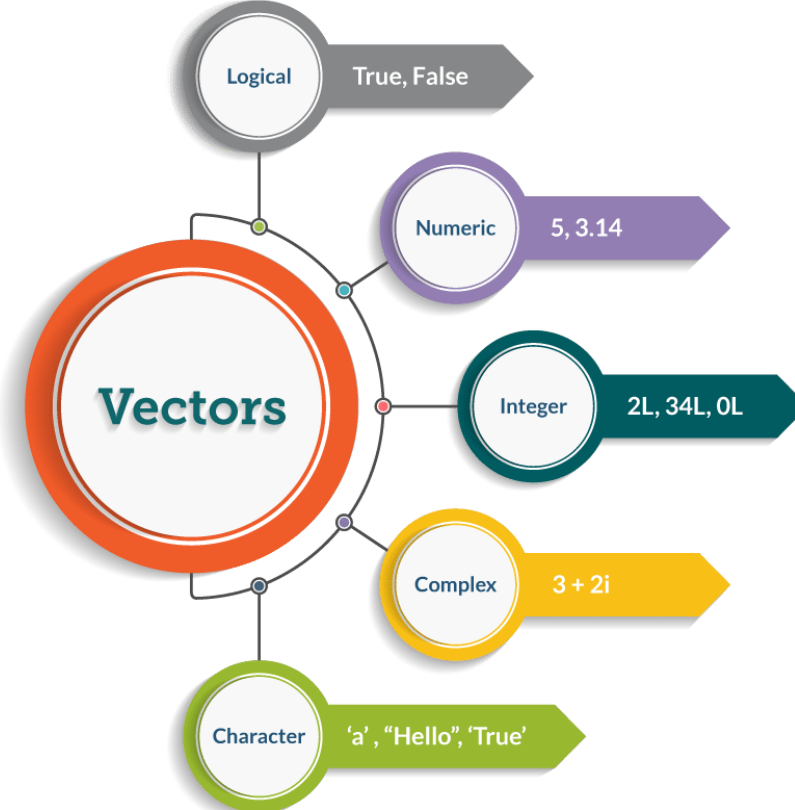 Logical
True, False
Numeric
5, 3.14
Vectors
Integer
2L, 34L, 0L
Complex
3 + 2i
Character
‘a’ , “Hello”, ‘True’